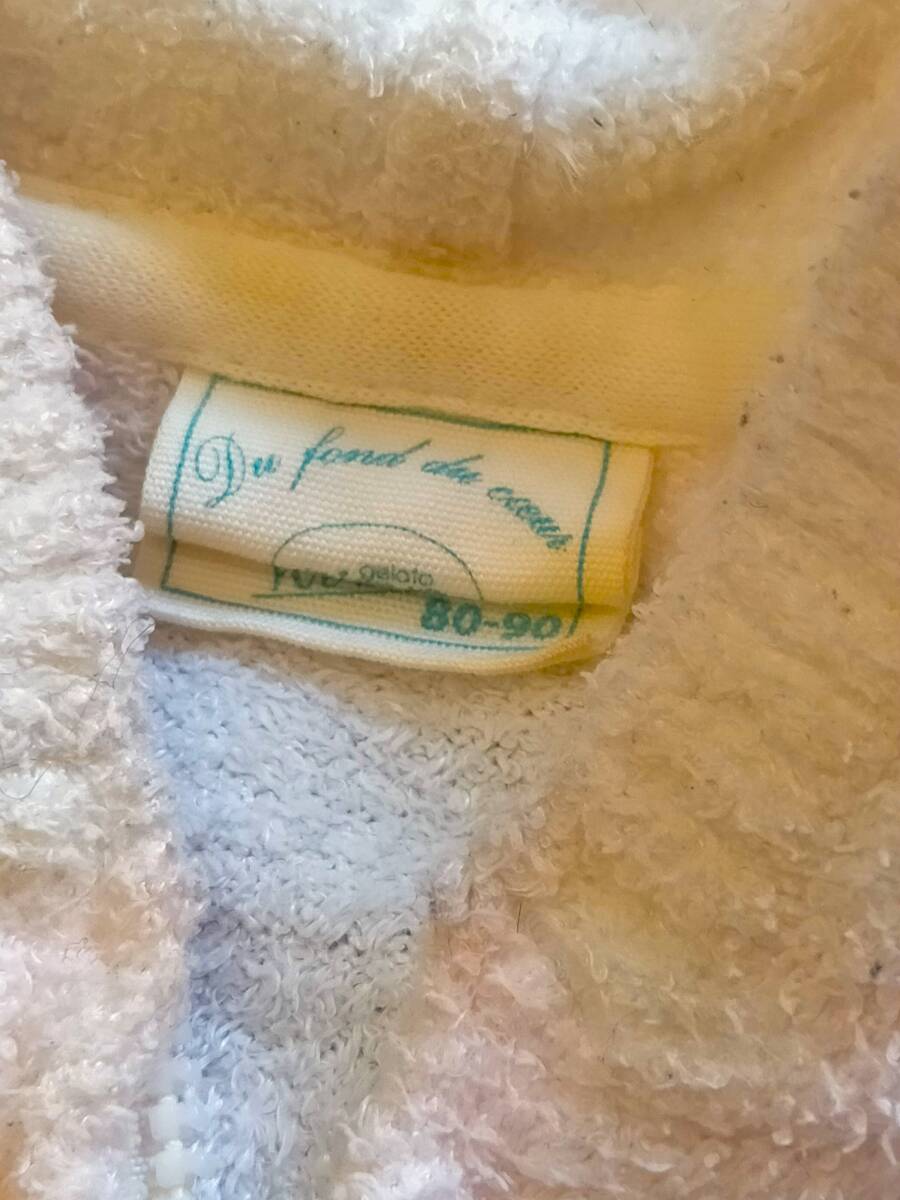 Du fond du coeur
gelato
80-90